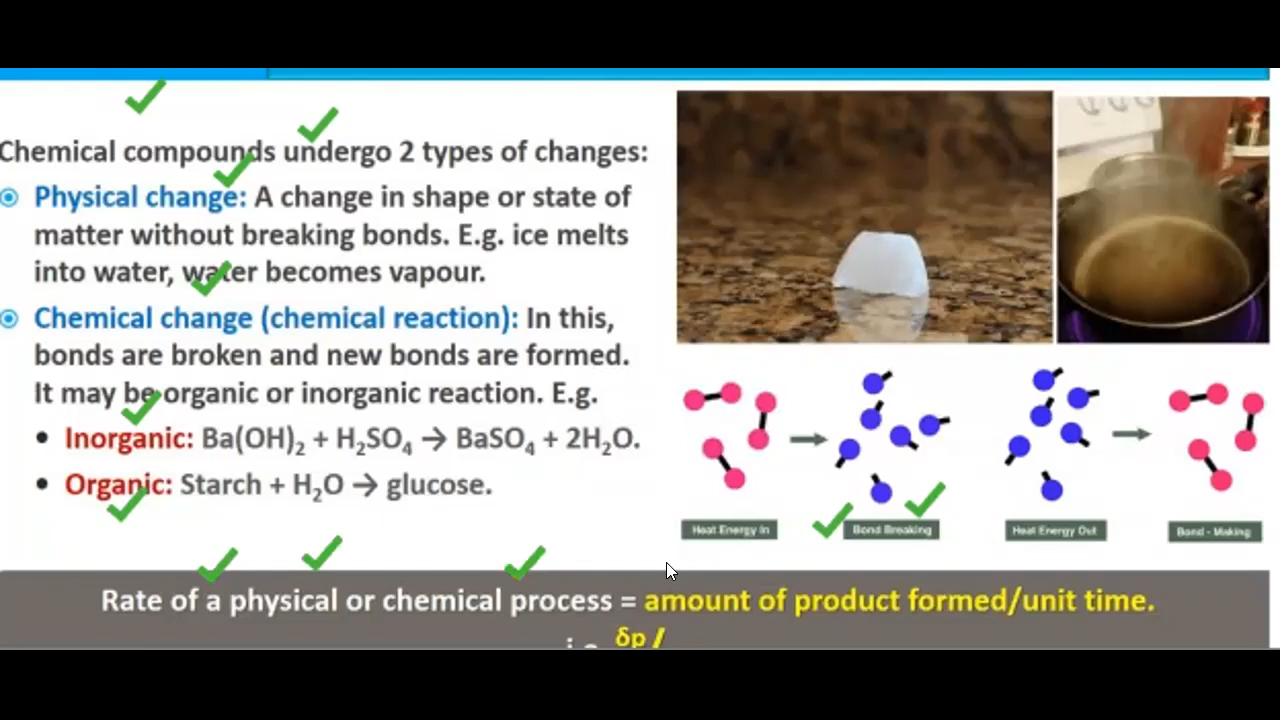 Chemical compounds undergo 2 types of changes:
Physical change: A change in shape or state of
matter without breaking bonds. E.g. ice melts
into water, water becomes vapour.
Chemical change (chemical reaction): In this,
bonds are broken and new bonds are formed.
It may be organic or inorganic reaction. E.g.
• Inorganic: Ba(OH)₂ + H₂SO₄ → BaSO₄ + 2H₂O.
• Organic: Starch + H₂O → glucose.
Heat Energy In
Bond Breaking
Heat Energy Out
Bond - Making
Rate of a physical or chemical process = amount of product formed/unit time.
δp /